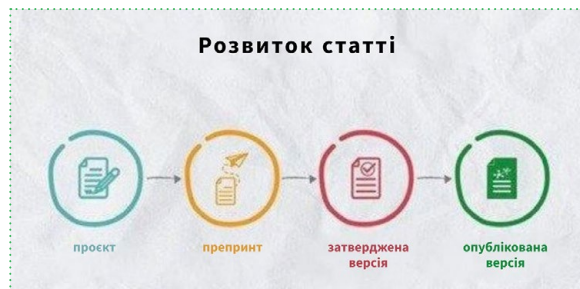 Розвиток статті
проєкт
препринт
затверджена
версія
опублікована
версія